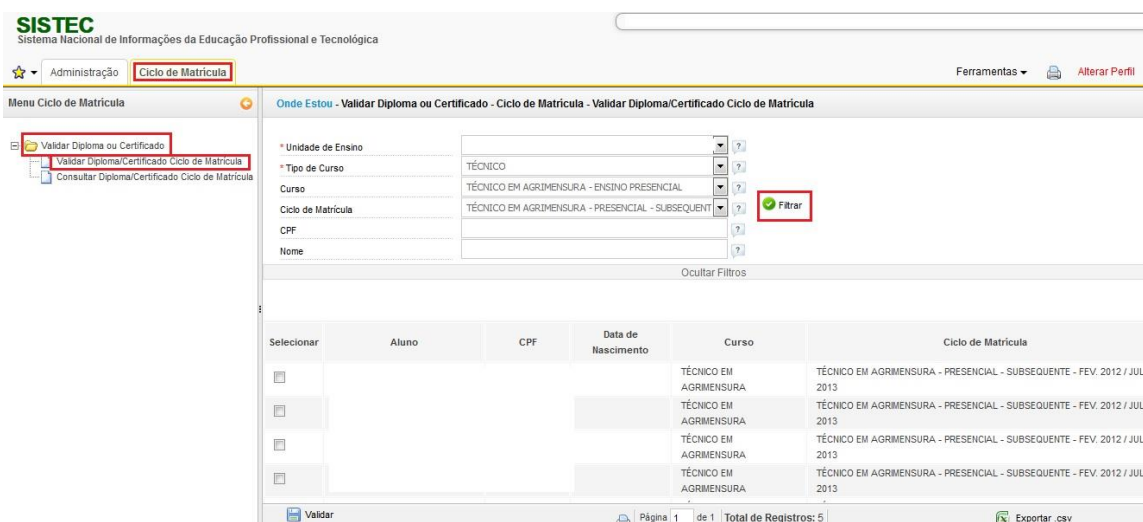 SISTEC
Sistema Nacional de Informações da Educação Profissional e Tecnológica
Administração
Ciclo de Matrícula
Ferramentas
Alterar Perfil
Menu Ciclo de Matrícula
Onde Estou - Validar Diploma ou Certificado - Ciclo de Matrícula - Validar Diploma/Certificado Ciclo de Matrícula
Validar Diploma ou Certificado
Validar Diploma/Certificado Ciclo de Matrícula
Consultar Diploma/Certificado Ciclo de Matrícula
* Unidade de Ensino
?
* Tipo de Curso
TÉCNICO
?
Curso
TÉCNICO EM AGRIMENSURA - ENSINO PRESENCIAL
?
Ciclo de Matrícula
TÉCNICO EM AGRIMENSURA - PRESENCIAL - SUBSEQUENT
?
Filtrar
CPF
?
Nome
?
Ocultar Filtros
Selecionar
Aluno
CPF
Data de
Nascimento
Curso
Ciclo de Matrícula
TÉCNICO EM
AGRIMENSURA
TÉCNICO EM AGRIMENSURA - PRESENCIAL - SUBSEQUENTE - FEV. 2012 / JUL
2013
TÉCNICO EM
AGRIMENSURA
TÉCNICO EM AGRIMENSURA - PRESENCIAL - SUBSEQUENTE - FEV. 2012 / JUL
2013
TÉCNICO EM
AGRIMENSURA
TÉCNICO EM AGRIMENSURA - PRESENCIAL - SUBSEQUENTE - FEV. 2012 / JUL
2013
TÉCNICO EM
AGRIMENSURA
TÉCNICO EM AGRIMENSURA - PRESENCIAL - SUBSEQUENTE - FEV. 2012 / JUL
2013
Validar
Página 1 de 1
Total de Registros: 5
Exportar .csv